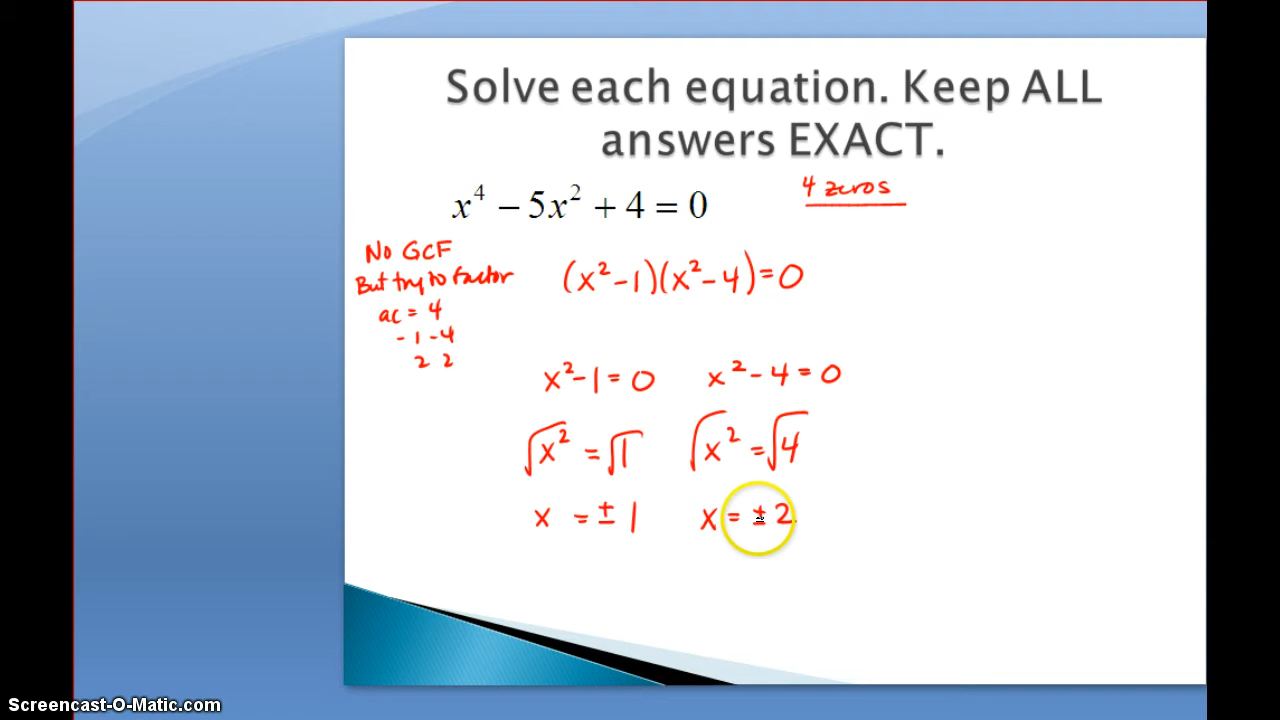 Solve each equation. Keep ALL
answers EXACT.
4 zeros
x⁴ − 5x² + 4 = 0
No GCF
But try to factor
ac = 4
-1 -4
2 2
(x²-1)(x²-4)=0
x²-1=0 x²-4=0
√x² = √1 √x² = √4
x = ± 1 x = ± 2
Screencast-O-Matic.com